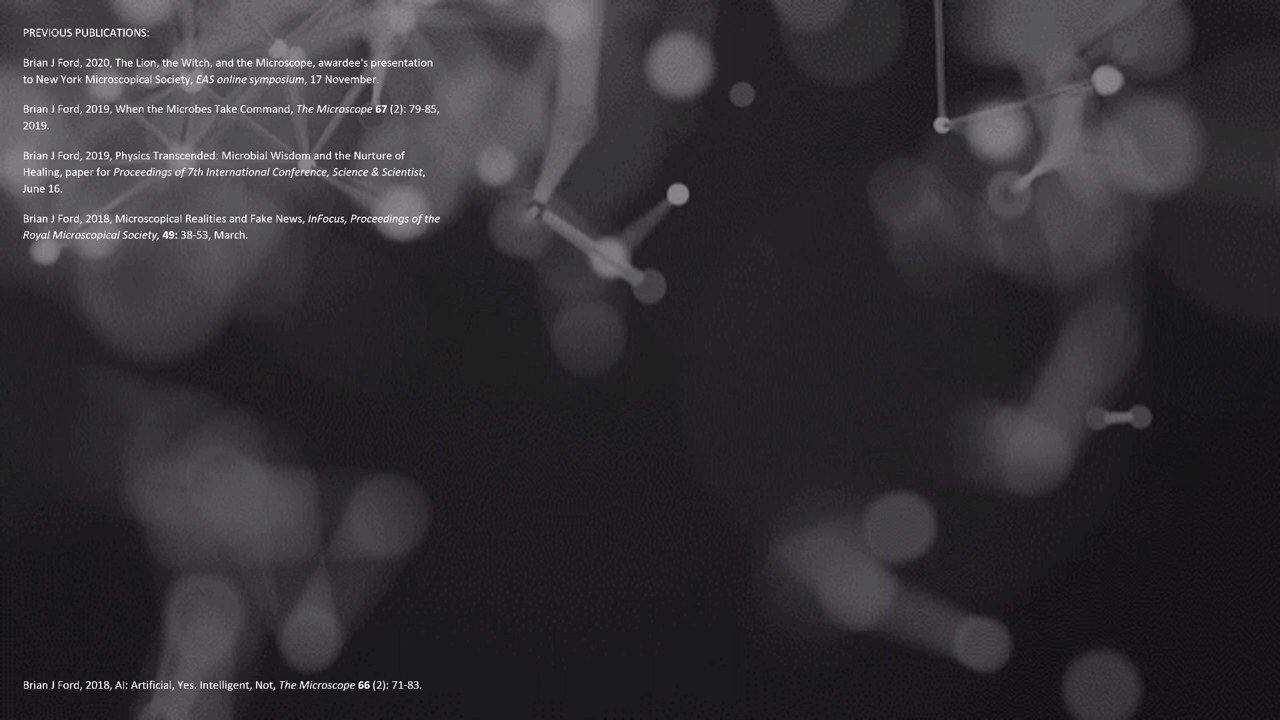 PREVIOUS PUBLICATIONS:
Brian J Ford, 2020, The Lion, the Witch, and the Microscope, awardee's presentation
to New York Microscopical Society, EAS online symposium, 17 November.
Brian J Ford, 2019, When the Microbes Take Command, The Microscope 67 (2): 79-85,
2019.
Brian J Ford, 2019, Physics Transcended: Microbial Wisdom and the Nurture of
Healing, paper for Proceedings of 7th International Conference, Science & Scientist,
June 16.
Brian J Ford, 2018, Microscopical Realities and Fake News, InFocus, Proceedings of the
Royal Microscopical Society, 49: 38-53, March.
Brian J Ford, 2018, AI: Artificial, Yes. Intelligent, Not, The Microscope 66 (2): 71-83.